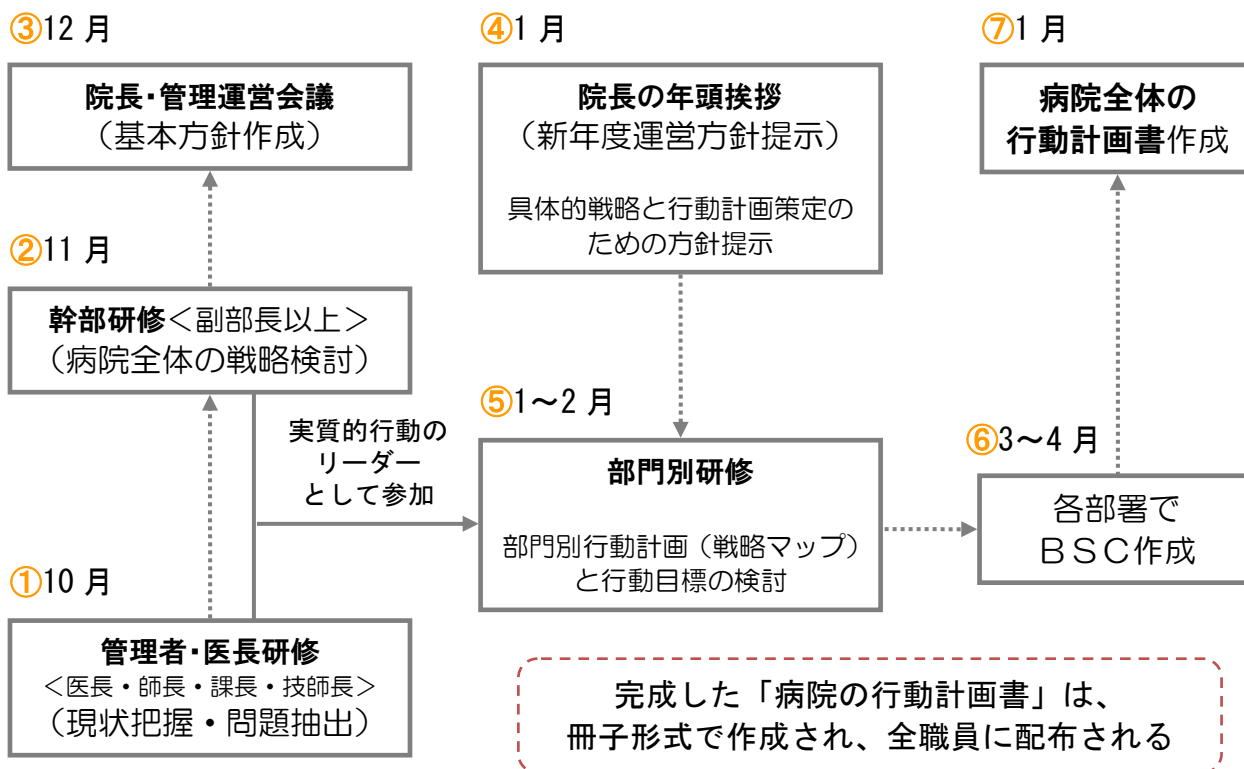 ③12 月
院長・管理運営会議
（基本方針作成）
②11 月
幹部研修＜副部長以上＞
（病院全体の戦略検討）
①10 月
管理者・医長研修
＜医長・師長・課長・技師長＞
（現状把握・問題抽出）
実質的行動の
リーダー
として参加
④1 月
院長の年頭挨拶
（新年度運営方針提示）
具体的戦略と行動計画策定の
ための方針提示
⑤1～2 月
部門別研修
部門別行動計画（戦略マップ）
と行動目標の検討
⑥3～4 月
各部署で
ＢＳＣ作成
⑦1 月
病院全体の
行動計画書作成
完成した「病院の行動計画書」は、
冊子形式で作成され、全職員に配布される